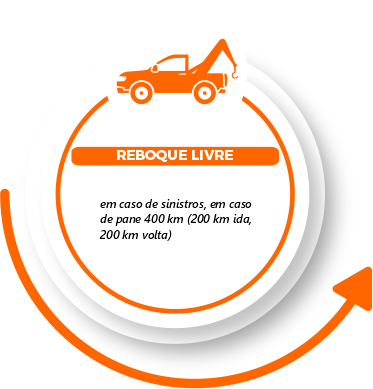 REBOQUE LIVRE
em caso de sinistros, em caso
de pane 400 km (200 km ida,
200 km volta)